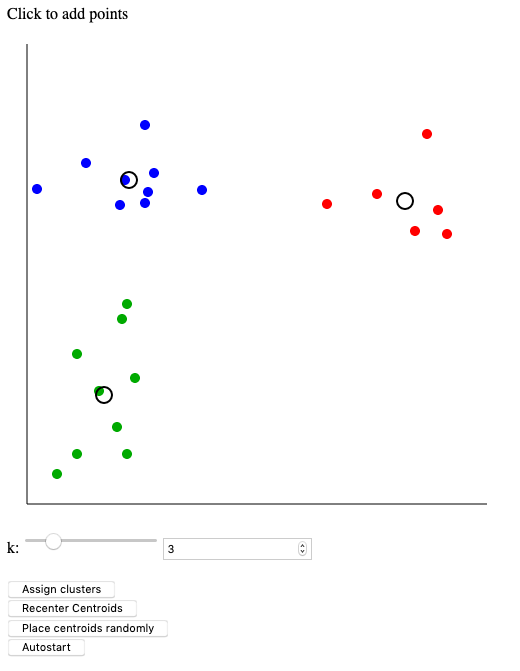 Click to add points
k: 3
Assign clusters
Recenter Centroids
Place centroids randomly
Autostart